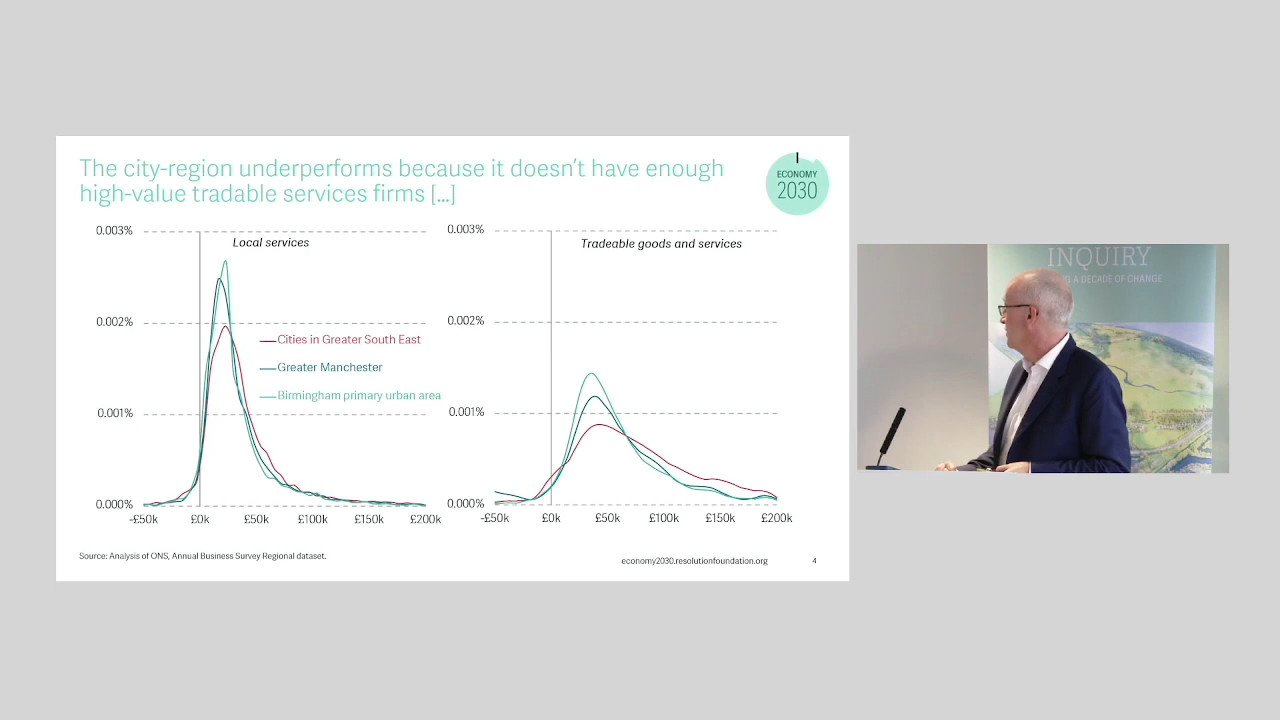 The city-region underperforms because it doesn't have enough
high-value tradable services firms [...]
ECONOMY
2030
Local services
0.003%
0.002%
0.001%
0.000%
-£50k £0k £50k £100k £150k £200k
Cities in Greater South East
Greater Manchester
Birmingham primary urban area
Tradeable goods and services
0.003%
0.002%
0.001%
0.000%
-£50k £0k £50k £100k £150k £200k
Source: Analysis of ONS, Annual Business Survey Regional dataset.
economy2030.resolutionfoundation.org
4
INQUIRY
A DECADE OF CHANGE